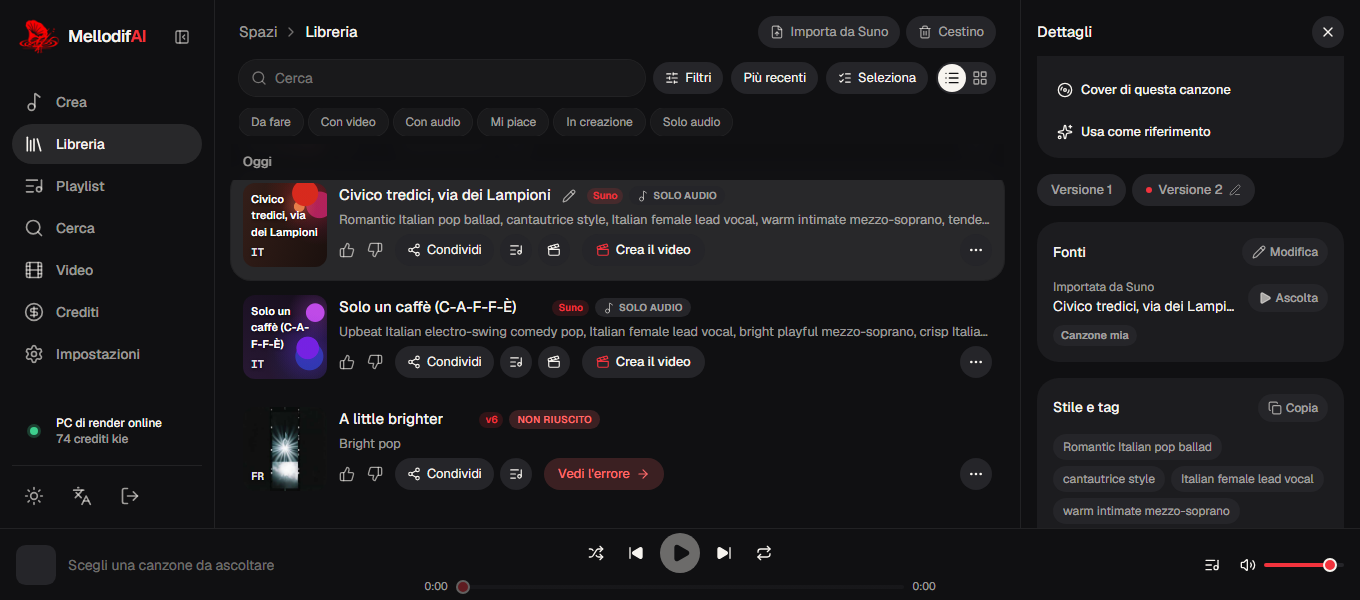 MellodifAI
Crea
Libreria
Playlist
Cerca
Video
Crediti
Impostazioni
PC di render online
74 crediti kie
Spazi > Libreria
Importa da Suno
Cestino
Cerca
Filtri
Più recenti
Seleziona
Da fare
Con video
Con audio
Mi piace
In creazione
Solo audio
Oggi
Civico
tredici, via
dei Lampioni
IT
Civico tredici, via dei Lampioni
Suno
SOLO AUDIO
Romantic Italian pop ballad, cantautrice style, Italian female lead vocal, warm intimate mezzo-soprano, tende...
Condividi
Crea il video
Solo un
caffè (C-A-
F-F-È)
IT
Solo un caffè (C-A-F-F-È)
Suno
SOLO AUDIO
Upbeat Italian electro-swing comedy pop, Italian female lead vocal, bright playful mezzo-soprano, crisp Italia...
Condividi
Crea il video
FR
A little brighter
v6
NON RIUSCITO
Bright pop
Condividi
Vedi l'errore →
Dettagli
Cover di questa canzone
Usa come riferimento
Versione 1
Versione 2
Fonti
Modifica
Importata da Suno
Civico tredici, via dei Lampi...
Ascolta
Canzone mia
Stile e tag
Copia
Romantic Italian pop ballad
cantautrice style
Italian female lead vocal
warm intimate mezzo-soprano
Scegli una canzone da ascoltare
0:00
0:00